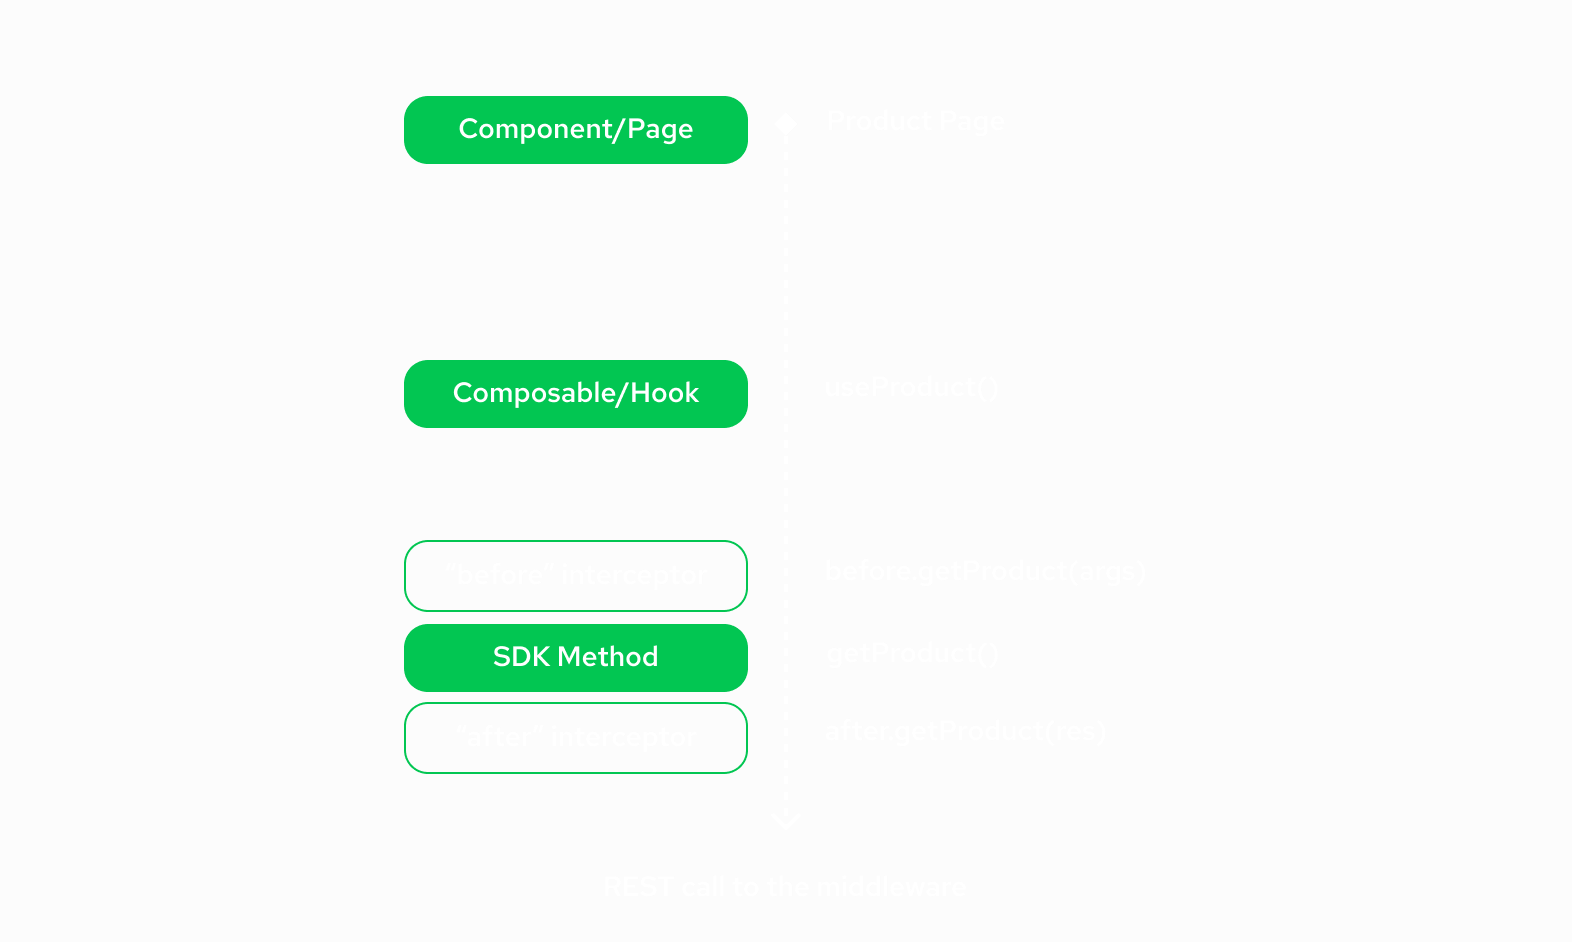 Component/Page
Product Page
Composable/Hook
useProduct()
"before" interceptor
before.getProduct(args)
SDK Method
getProduct()
"after" interceptor
after.getProduct(res)
REST call to the middleware